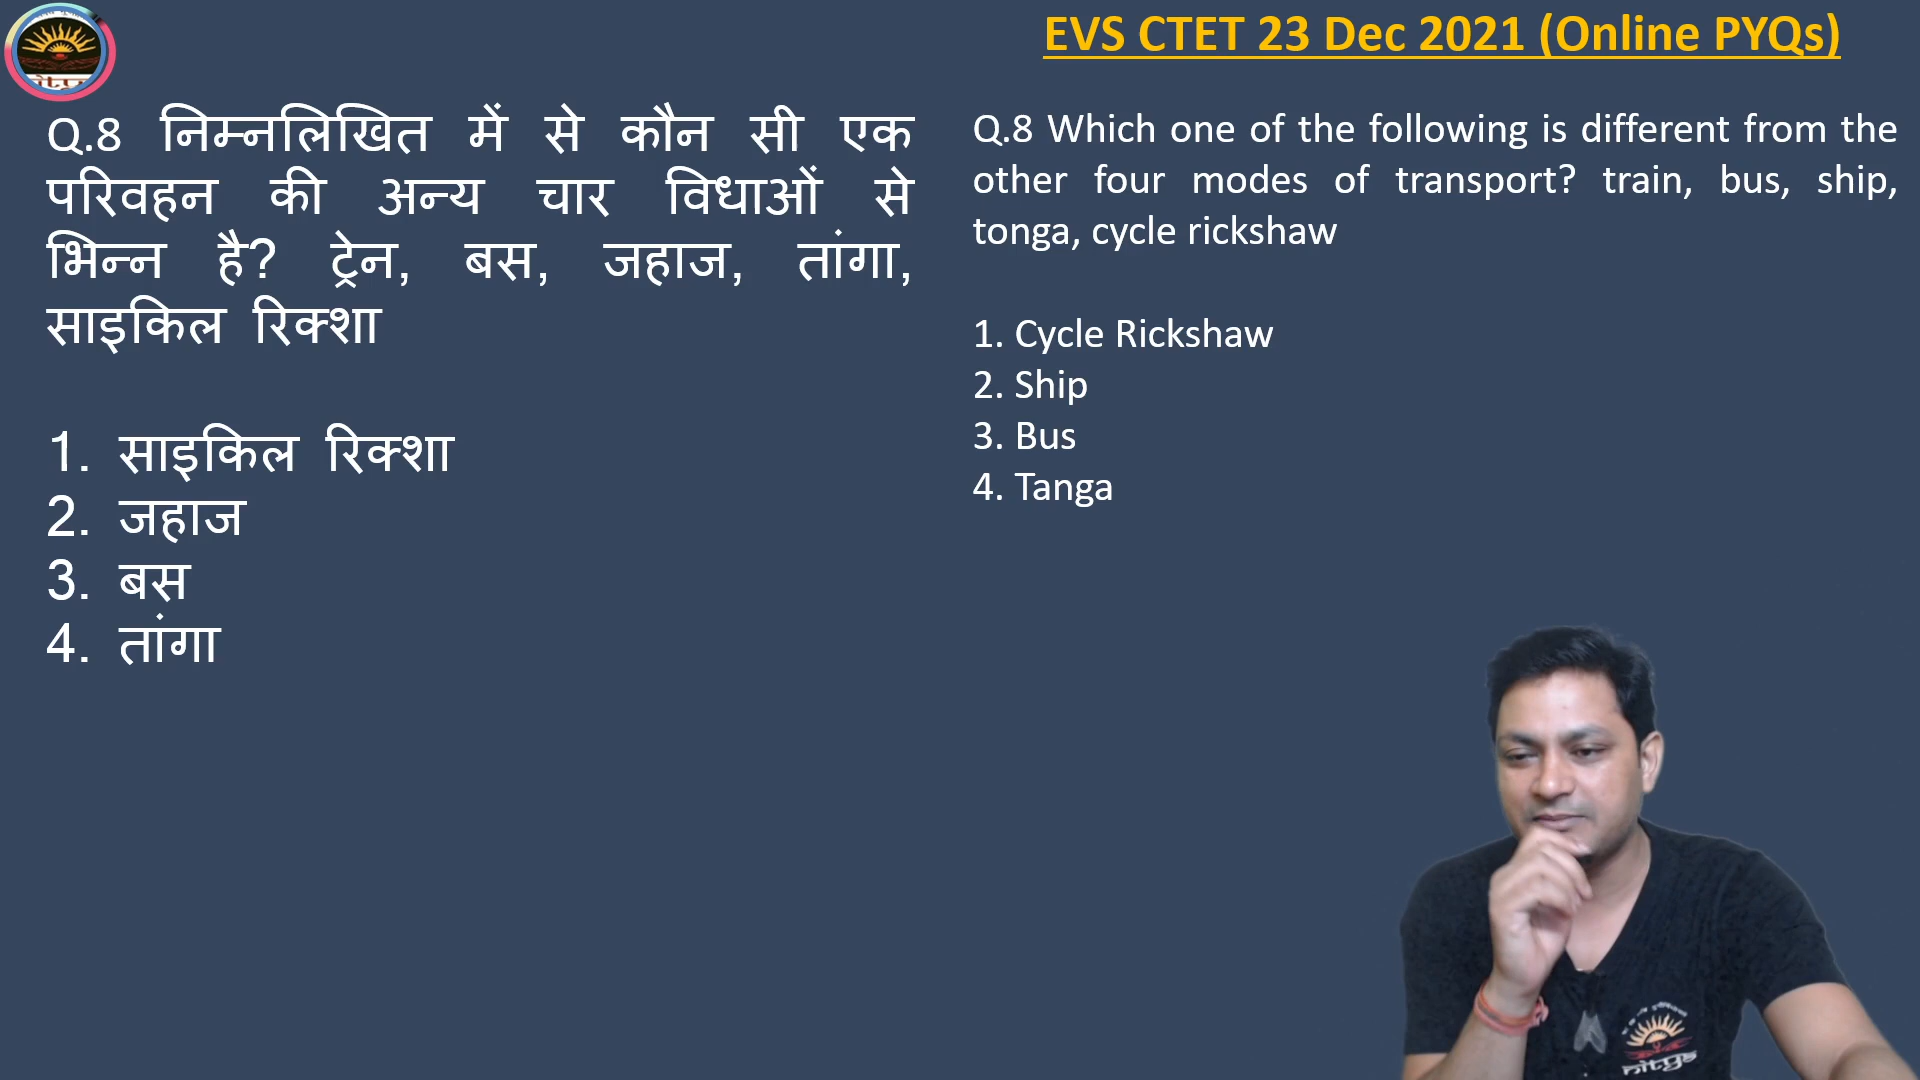 EVS CTET 23 Dec 2021 (Online PYQs)
Q.8 निम्नलिखित में से कौन सी एक
परिवहन की अन्य चार विधाओं से
भिन्न है? ट्रेन, बस, जहाज, तांगा,
साइकिल रिक्शा
1. साइकिल रिक्शा
2. जहाज
3. बस
4. तांगा
Q.8 Which one of the following is different from the
other four modes of transport? train, bus, ship,
tonga, cycle rickshaw
1. Cycle Rickshaw
2. Ship
3. Bus
4. Tanga
nitya